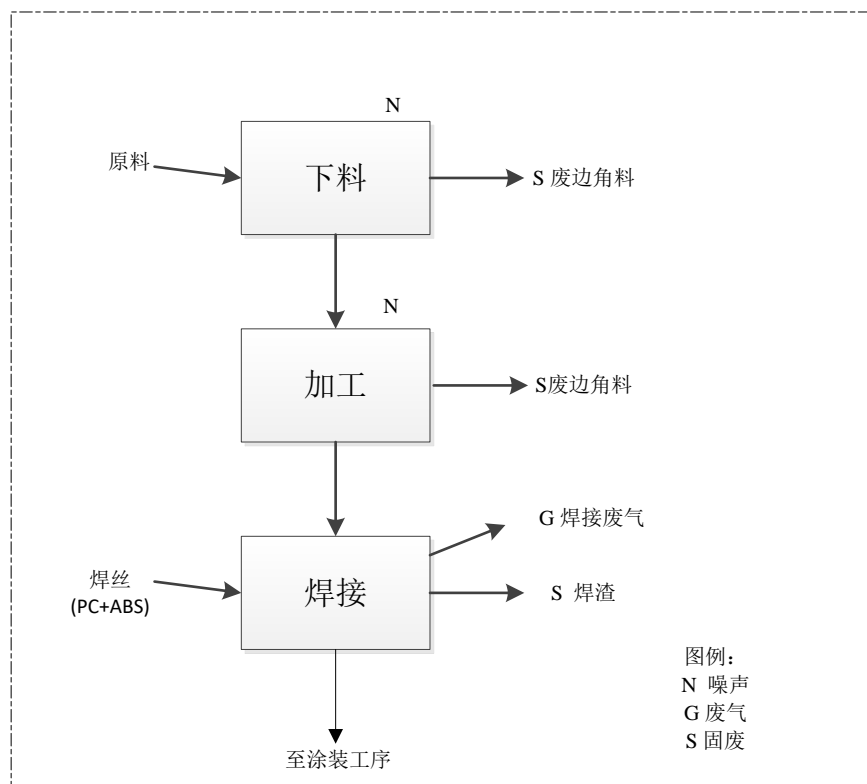 N
原料
下料
S 废边角料
N
加工
S废边角料
G 焊接废气
焊丝
(PC+ABS)
焊接
S 焊渣
图例：
N 噪声
G 废气
S 固废
至涂装工序